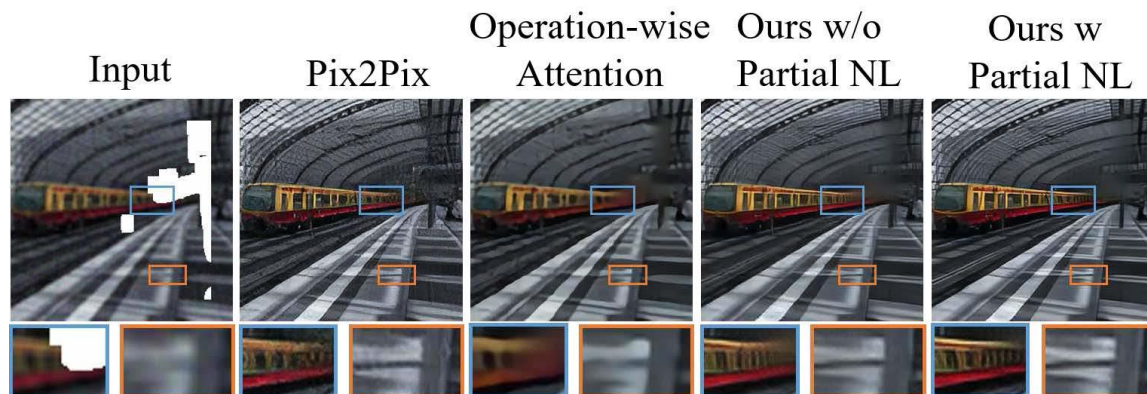 Input
Pix2Pix
Operation-wise
Attention
Ours w/o
Partial NL
Ours w
Partial NL